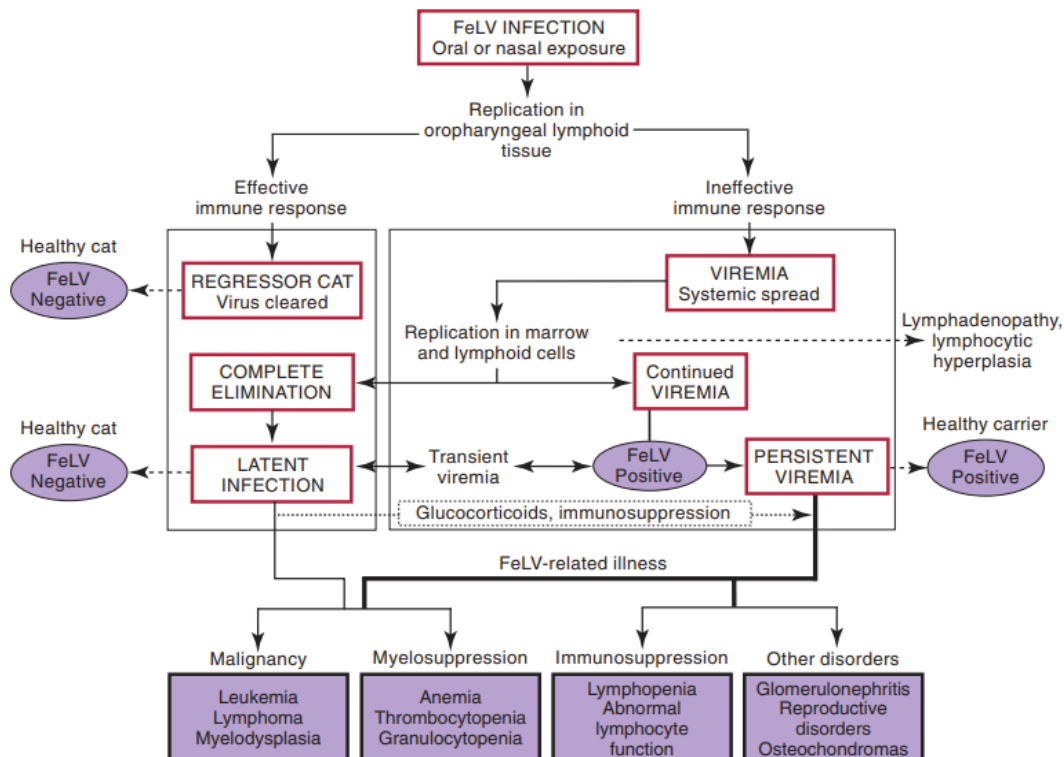 FeLV INFECTION
Oral or nasal exposure
Replication in
oropharyngeal lymphoid
tissue
Effective
immune response
Ineffective
immune response
Healthy cat
FeLV
Negative
REGRESSOR CAT
Virus cleared
VIREMIA
Systemic spread
Replication in marrow
and lymphoid cells
Lymphadenopathy,
lymphocytic
hyperplasia
COMPLETE
ELIMINATION
Continued
VIREMIA
Healthy cat
FeLV
Negative
LATENT
INFECTION
Transient
viremia
FeLV
Positive
PERSISTENT
VIREMIA
Healthy carrier
FeLV
Positive
Glucocorticoids, immunosuppression
FeLV-related illness
Malignancy
Leukemia
Lymphoma
Myelodysplasia
Myelosuppression
Anemia
Thrombocytopenia
Granulocytopenia
Immunosuppression
Lymphopenia
Abnormal
lymphocyte
function
Other disorders
Glomerulonephritis
Reproductive
disorders
Osteochondromas